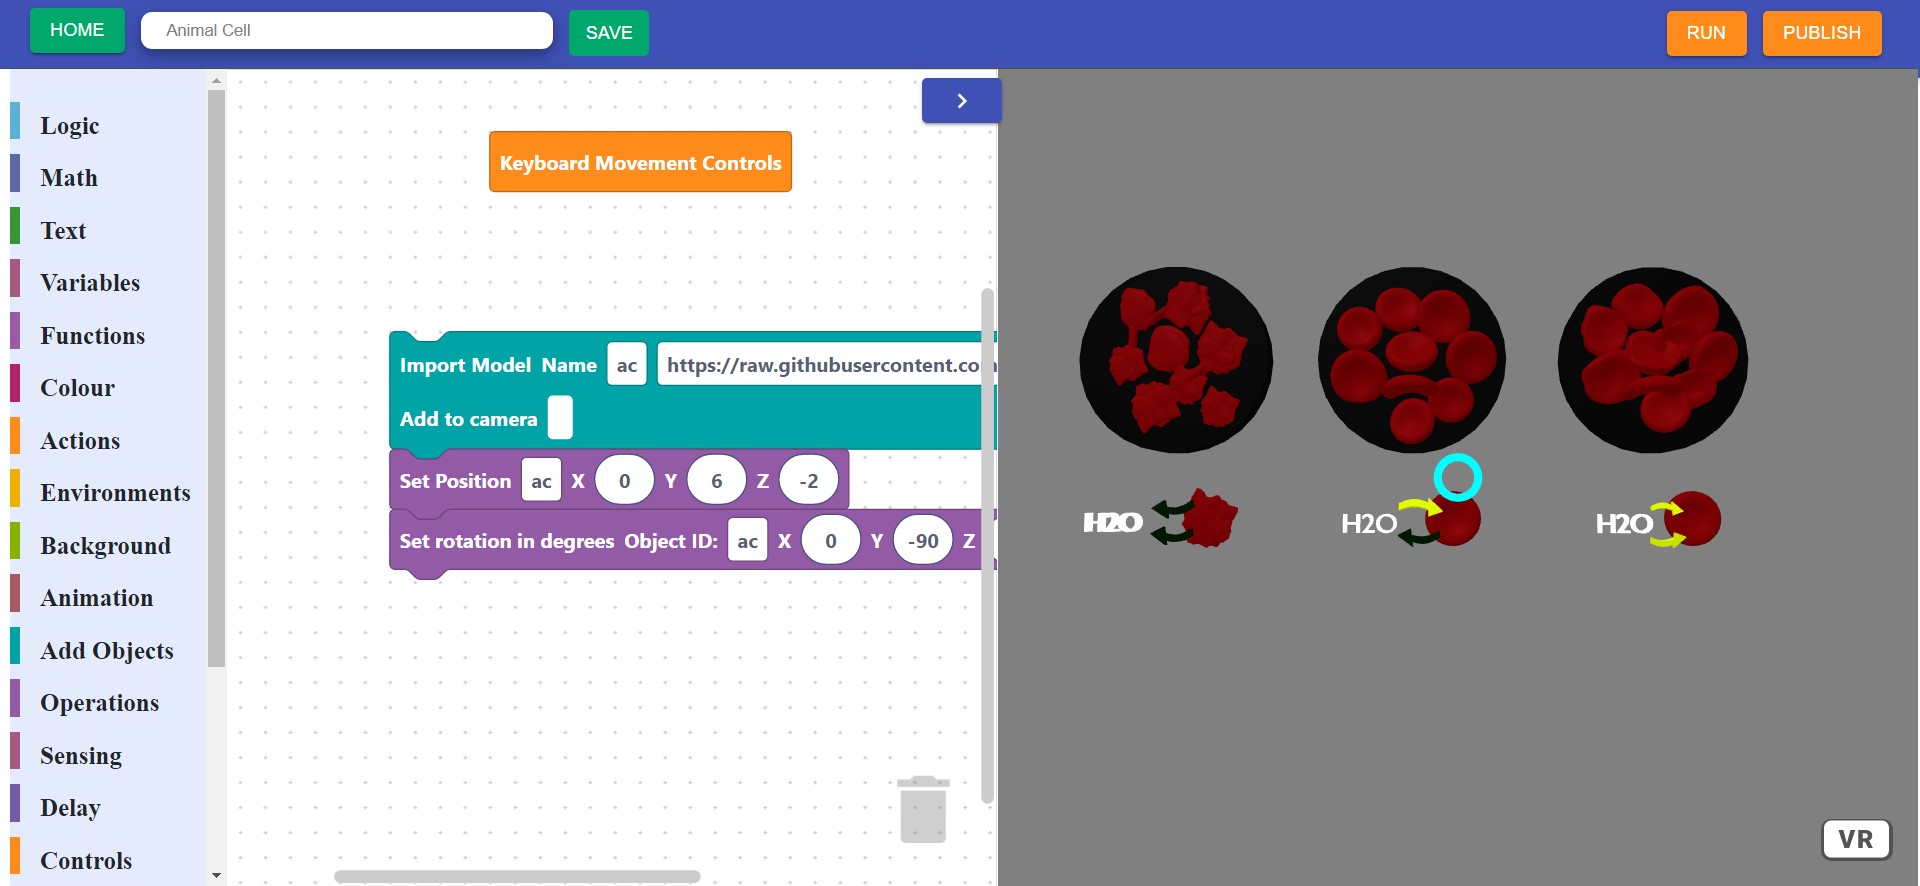 HOME
Animal Cell
SAVE
RUN
PUBLISH
Logic
Math
Text
Variables
Functions
Colour
Actions
Environments
Background
Animation
Add Objects
Operations
Sensing
Delay
Controls
Keyboard Movement Controls
Import Model Name ac https://raw.githubusercontent.com
Add to camera
Set Position ac X 0 Y 6 Z -2
Set rotation in degrees Object ID: ac X 0 Y -90 Z
H2O
H2O
H2O
VR